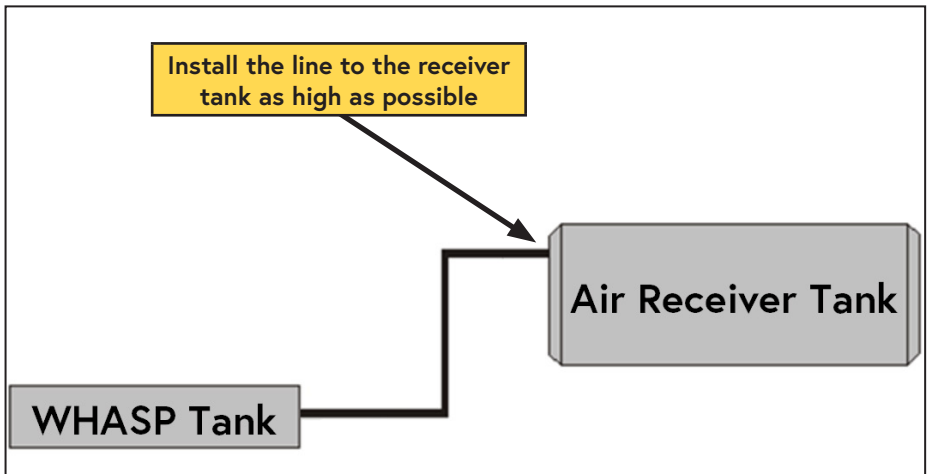 Install the line to the receiver
tank as high as possible
Air Receiver Tank
WHASP Tank